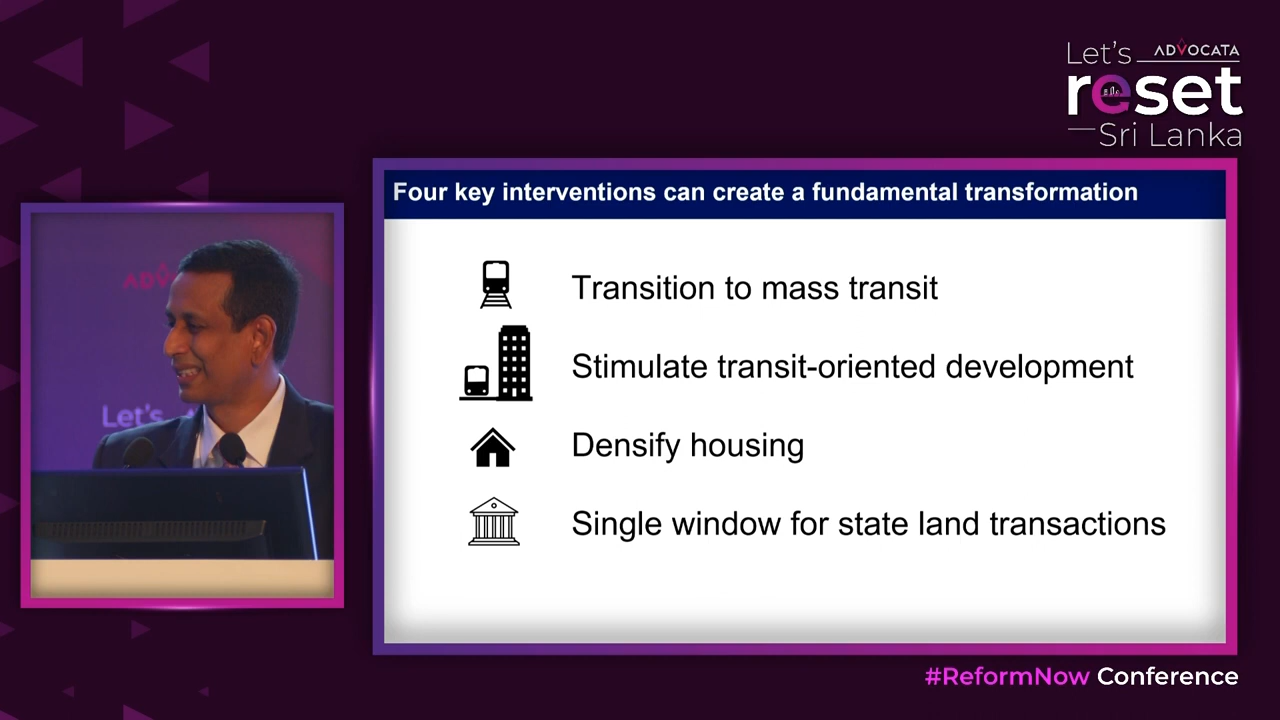 Let's
ADVOCATA
reset
Sri Lanka
Four key interventions can create a fundamental transformation
Transition to mass transit
Stimulate transit-oriented development
Densify housing
Single window for state land transactions
Let's
#ReformNow Conference